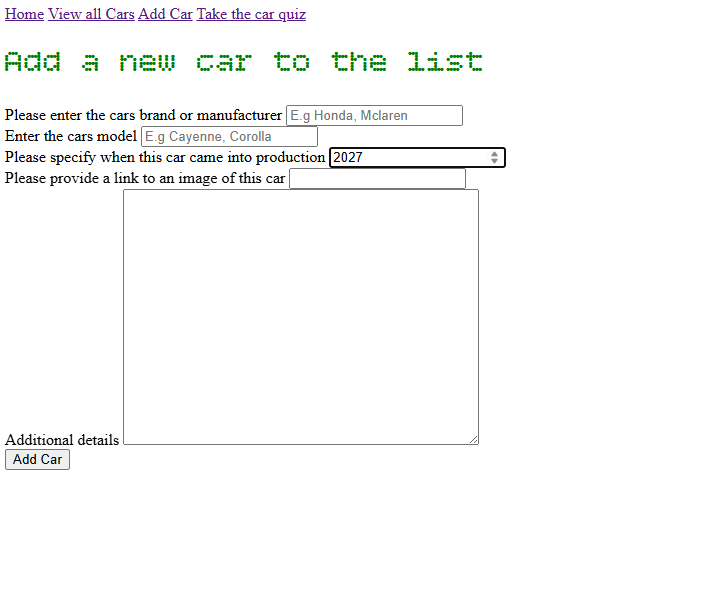 Home View all Cars Add Car Take the car quiz
Add a new car to the list
Please enter the cars brand or manufacturer E.g Honda, Mclaren
Enter the cars model E.g Cayenne, Corolla
Please specify when this car came into production 2027
Please provide a link to an image of this car
Additional details
Add Car